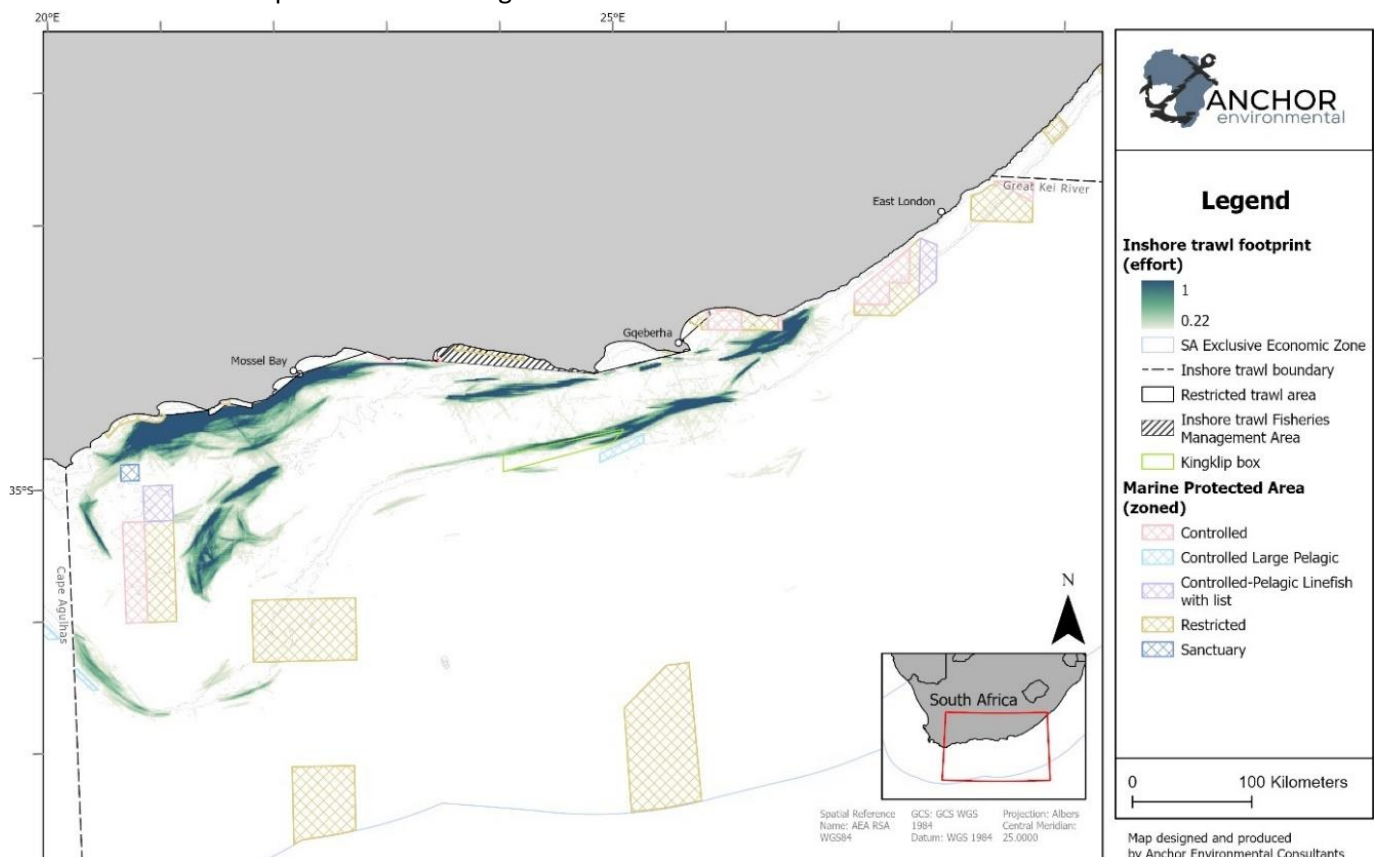 20°E
25°E
35°S
East London
Great Kei River
Gqeberha
Mossel Bay
Cape Agulhas
N
South Africa
Spatial Reference
Name: AEA RSA
WGS84
GCS: GCS WGS
1984
Datum: WGS 1984
Projection: Albers
Central Meridian:
25.0000
ANCHOR
environmental
Legend
Inshore trawl footprint
(effort)
1
0.22
SA Exclusive Economic Zone
Inshore trawl boundary
Restricted trawl area
Inshore trawl Fisheries
Management Area
Kingklip box
Marine Protected Area
(zoned)
Controlled
Controlled Large Pelagic
Controlled-Pelagic Linefish
with list
Restricted
Sanctuary
0
100 Kilometers
Map designed and produced
by Anchor Environmental Consultants